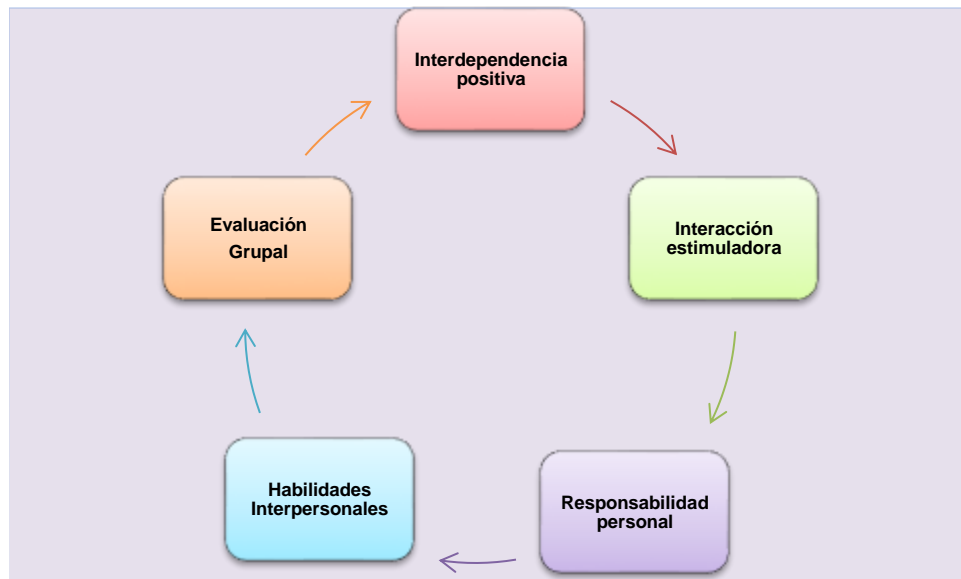 Interdependencia
positiva
Interacción
estimuladora
Responsabilidad
personal
Habilidades
Interpersonales
Evaluación
Grupal